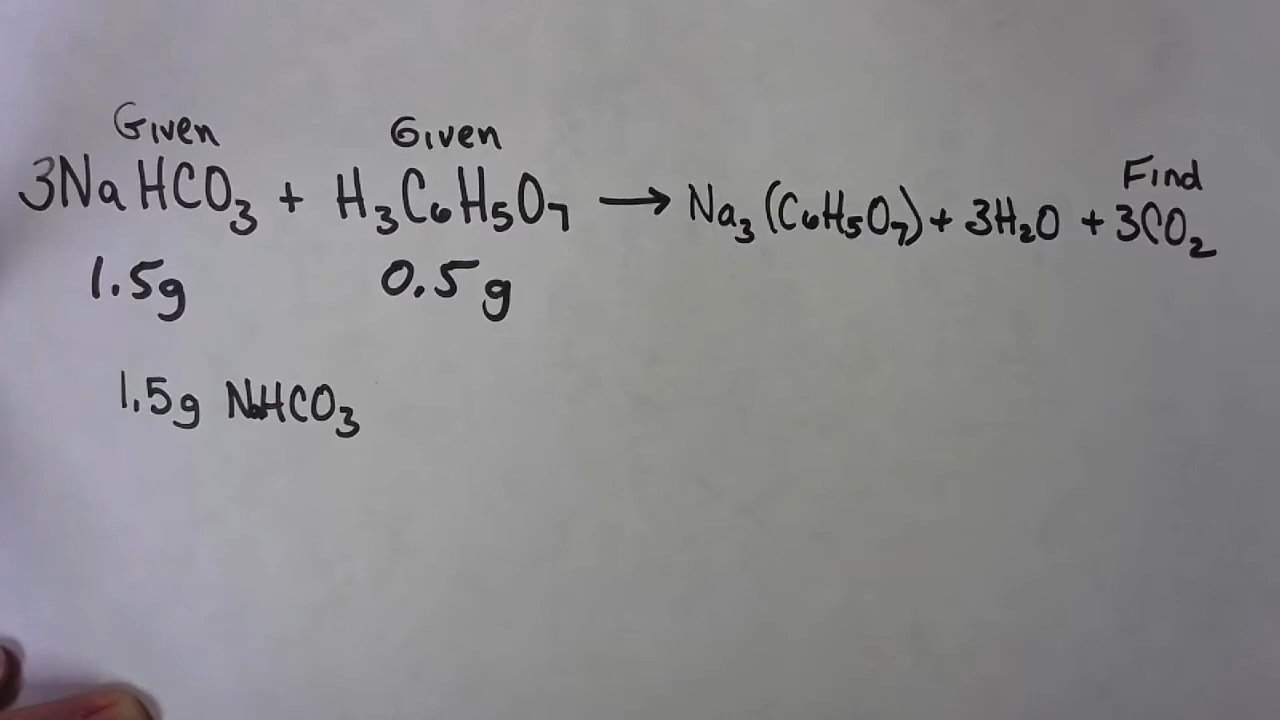 Given Given Find
3NaHCO₃ + H₃C₆H₅O₇ → Na₃(C₆H₅O₇) + 3H₂O + 3CO₂
1.5g 0.5g
1.5g NaHCO₃